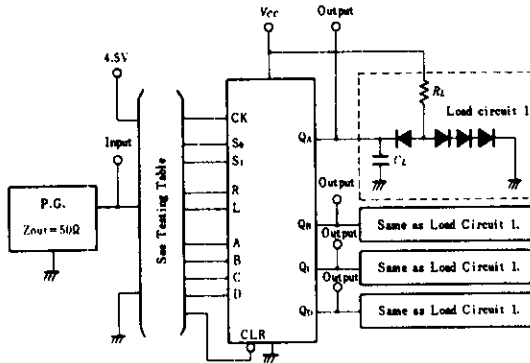 Vcc
Output
4.5V
Input
P.G.
Zout = 50Ω
See Testing Table
CK
S0
S1
R
L
A
B
C
D
CLR
QA
RL
Load circuit 1
CL
Output
QB
Same as Load Circuit 1.
Output
Same as Load Circuit 1.
Output
QD
Same as Load Circuit 1.